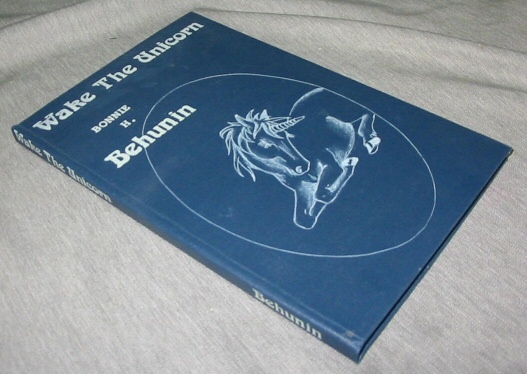 Wake The Unicorn
BONNIE
H.
Behunin
Wake The Unicorn
Behunin